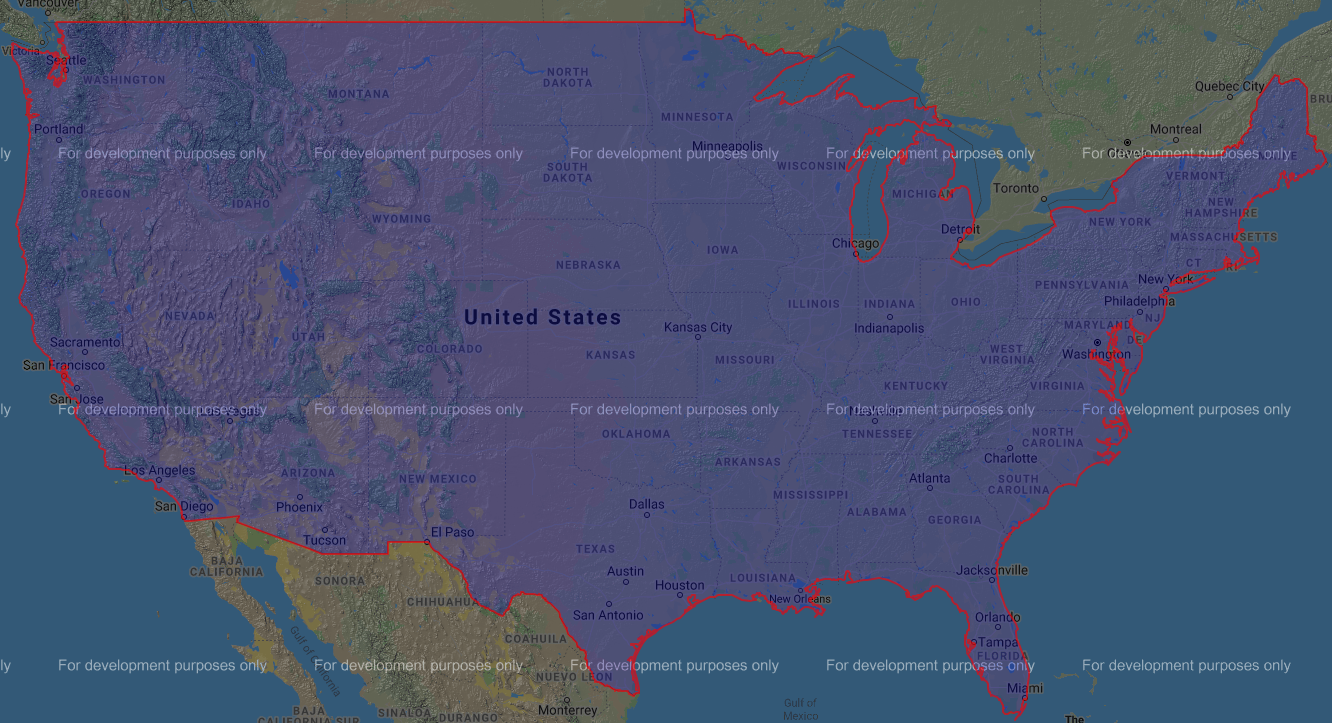 Vancouver
Victoria
Seattle
WASHINGTON
MONTANA
NORTH
DAKOTA
Quebec City
BRU
MINNESOTA
Portland
Montreal
Minneapolis
ly
For development purposes only
For development purposes only
For development purposes only
For development purposes only
For development purposes only
SOUTH
DAKOTA
WISCONSIN
VERMONT
OREGON
IDAHO
MICHIGAN
Toronto
WYOMING
NEW
HAMPSHIRE
NEW YORK
Detroit
Chicago
MASSACHUSETTS
IOWA
NEBRASKA
CT
RI
PENNSYLVANIA
New York
ILLINOIS
INDIANA
OHIO
Philadelphia
NEVADA
United States
NJ
Indianapolis
Kansas City
MARYLAND
UTAH
DE
Sacramento
COLORADO
KANSAS
MISSOURI
WEST
VIRGINIA
Washington
San Francisco
KENTUCKY
VIRGINIA
San Jose
ly
For development purposes only
For development purposes only
For development purposes only
For development purposes only
For development purposes only
OKLAHOMA
TENNESSEE
NORTH
CAROLINA
ARKANSAS
Charlotte
Los Angeles
ARIZONA
NEW MEXICO
Atlanta
SOUTH
CAROLINA
MISSISSIPPI
San Diego
Phoenix
Dallas
ALABAMA
GEORGIA
El Paso
Tucson
TEXAS
BAJA
CALIFORNIA
SONORA
Austin
Houston
LOUISIANA
Jacksonville
CHIHUAHUA
New Orleans
San Antonio
Orlando
COAHUILA
Tampa
Gulf of California
FLORIDA
ly
For development purposes only
For development purposes only
For development purposes only
For development purposes only
For development purposes only
NUEVO LEON
Miami
Gulf of
Mexico
Monterrey
BAJA
CALIFORNIA SUR
SINALOA
DURANGO
The